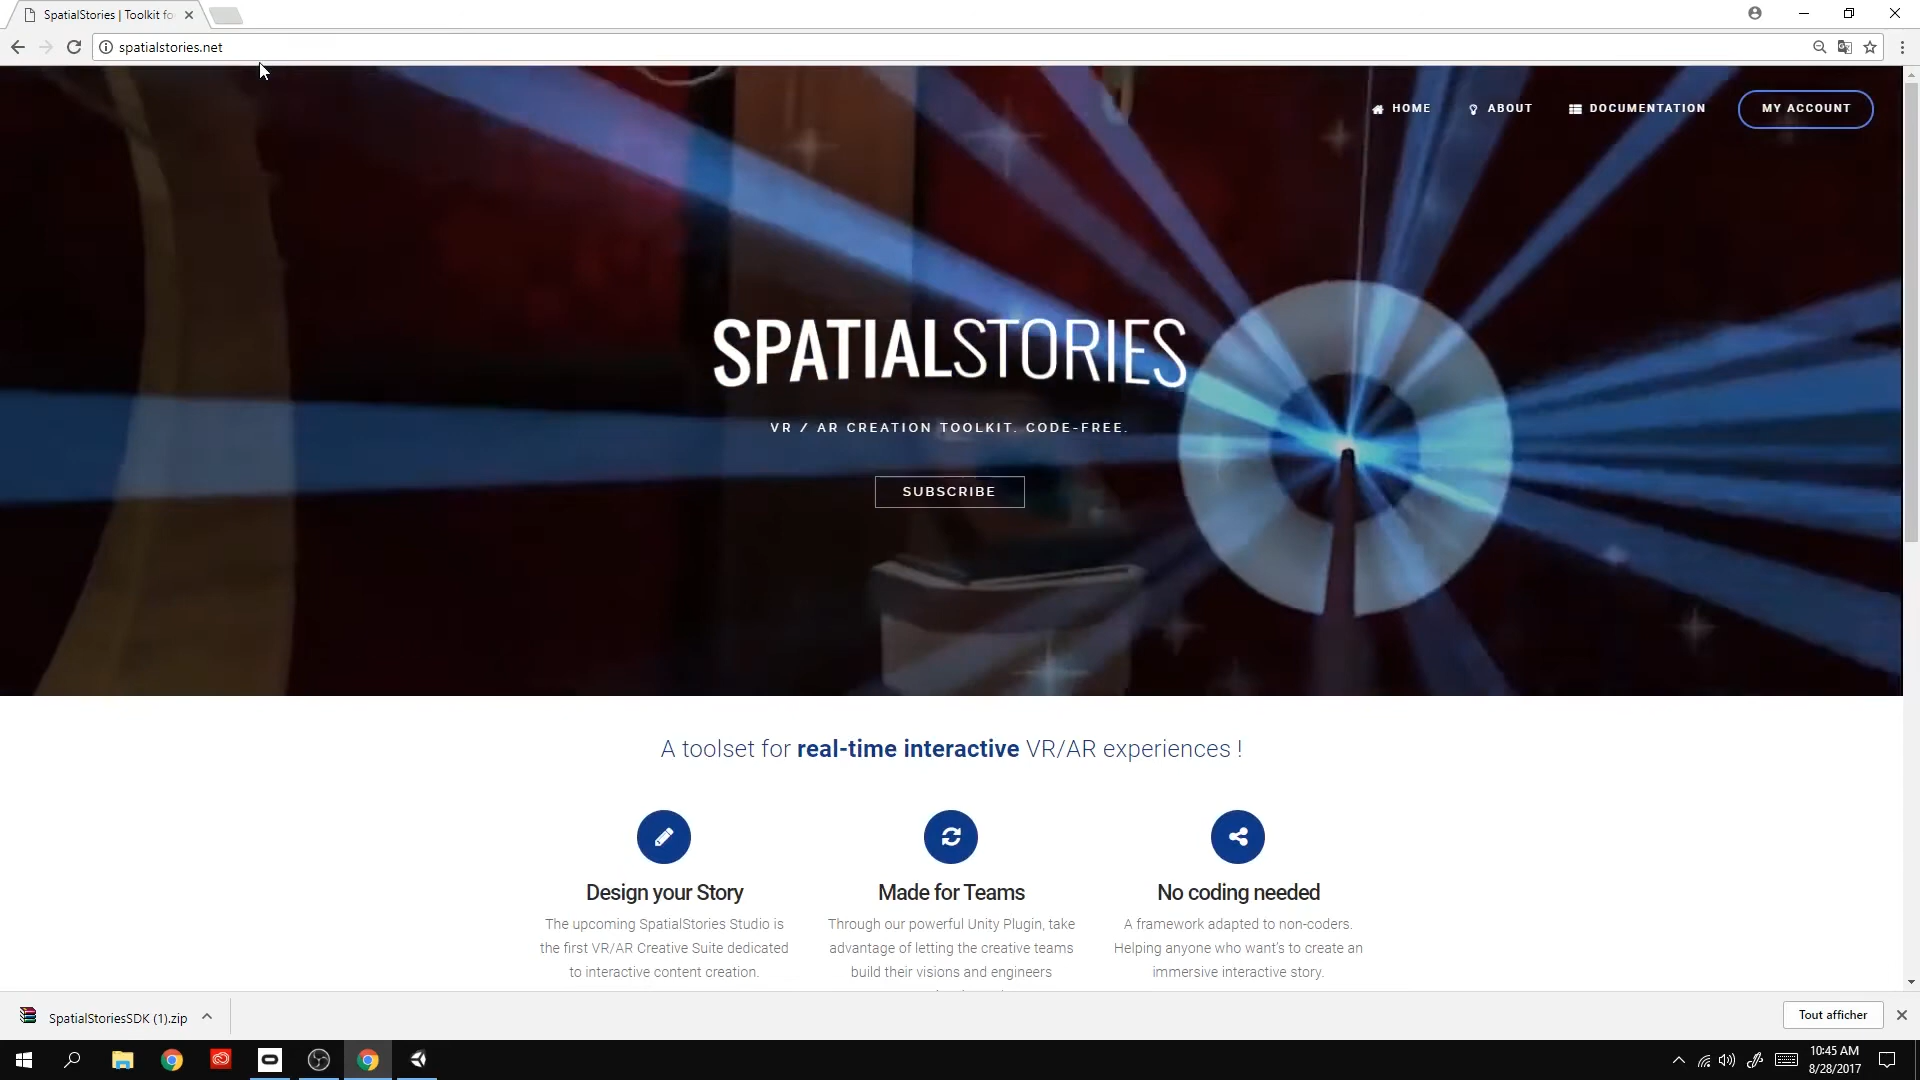 SpatialStories | Toolkit fo
spatialstories.net
HOME
ABOUT
DOCUMENTATION
MY ACCOUNT
SPATIALSTORIES
VR / AR CREATION TOOLKIT. CODE-FREE.
SUBSCRIBE
A toolset for real-time interactive VR/AR experiences !
Design your Story
The upcoming SpatialStories Studio is
the first VR/AR Creative Suite dedicated
to interactive content creation.
Made for Teams
Through our powerful Unity Plugin, take
advantage of letting the creative teams
build their visions and engineers
No coding needed
A framework adapted to non-coders.
Helping anyone who want's to create an
immersive interactive story.
SpatialStoriesSDK (1).zip
Tout afficher
10:45 AM
8/28/2017